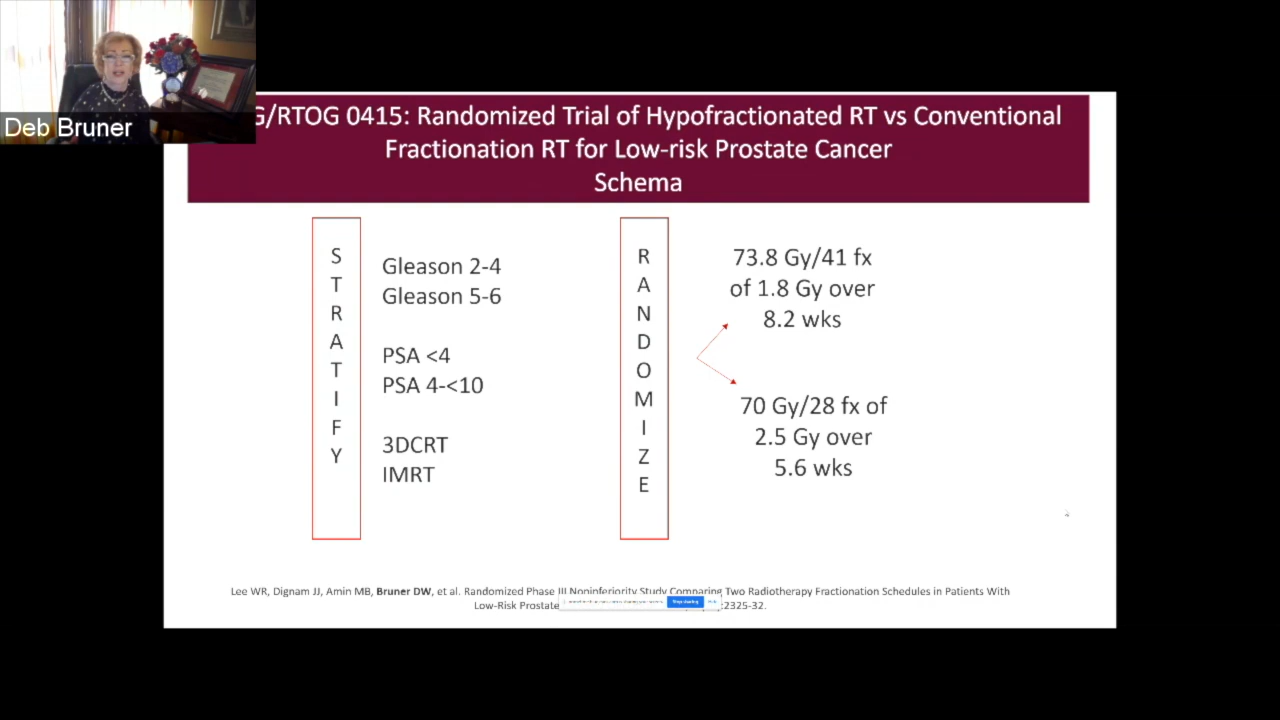 Deb Bruner
G/RTOG 0415: Randomized Trial of Hypofractionated RT vs Conventional
Fractionation RT for Low-risk Prostate Cancer
Schema
STRATIFY
Gleason 2-4
Gleason 5-6
PSA <4
PSA 4-<10
3DCRT
IMRT
RANDOMIZE
73.8 Gy/41 fx
of 1.8 Gy over
8.2 wks
70 Gy/28 fx of
2.5 Gy over
5.6 wks
Lee WR, Dignam JJ, Amin MB, Bruner DW, et al. Randomized Phase III Noninferiority Study Comparing Two Radiotherapy Fractionation Schedules in Patients With
Low-Risk Prostate :2325-32.
Stop sharing